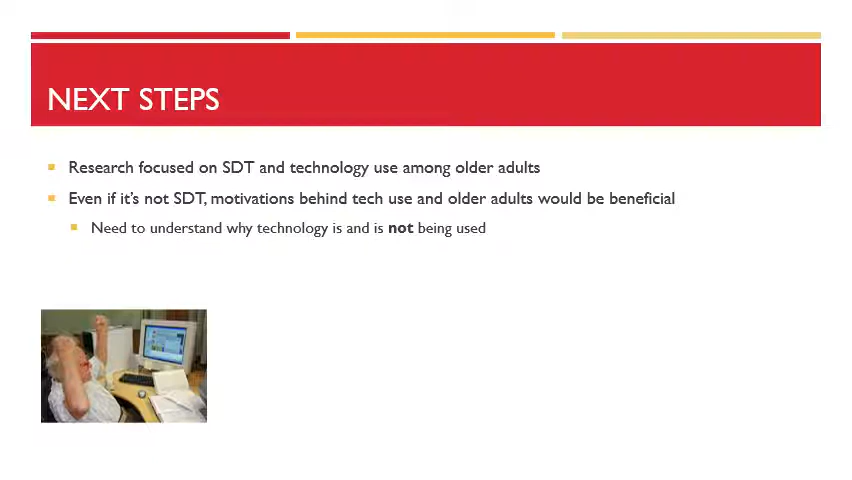 NEXT STEPS
Research focused on SDT and technology use among older adults
Even if it's not SDT, motivations behind tech use and older adults would be beneficial
Need to understand why technology is and is not being used